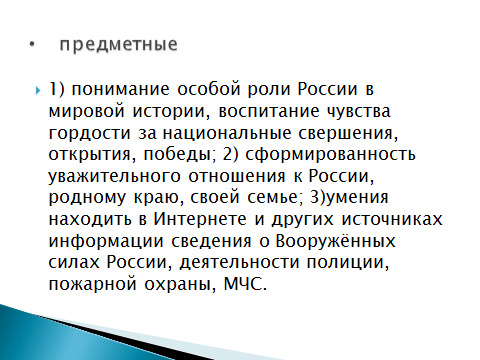 • предметные
1) понимание особой роли России в
мировой истории, воспитание чувства
гордости за национальные свершения,
открытия, победы; 2) сформированность
уважительного отношения к России,
родному краю, своей семье; 3)умения
находить в Интернете и других источниках
информации сведения о Вооружённых
силах России, деятельности полиции,
пожарной охраны, МЧС.